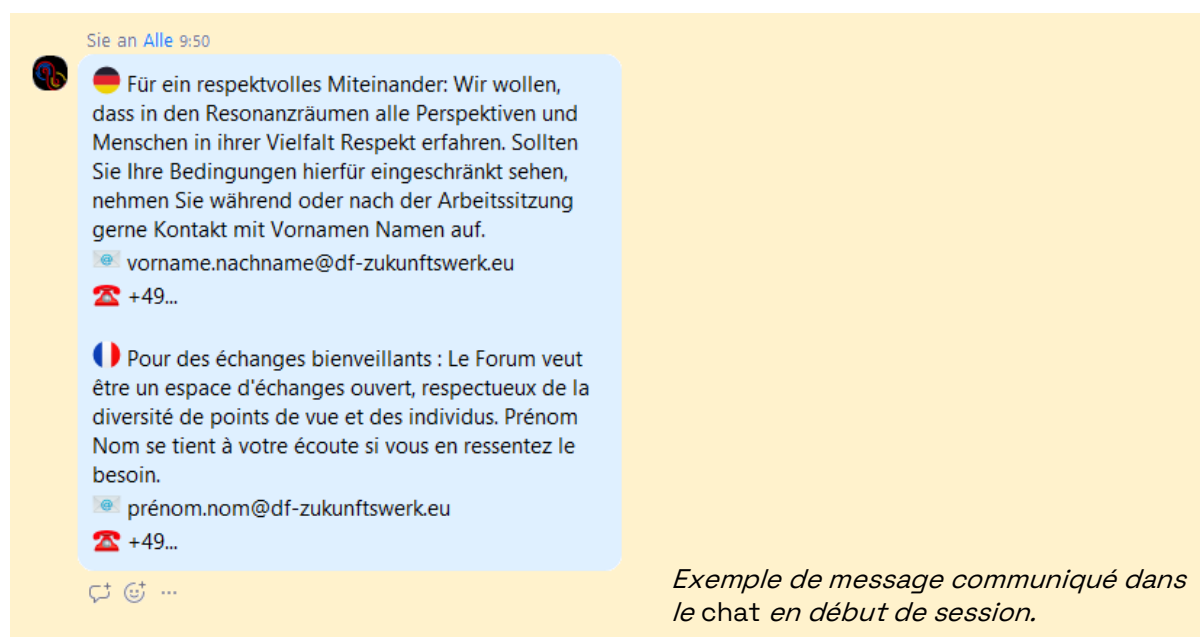 Sie an Alle 9:50
Für ein respektvolles Miteinander: Wir wollen,
dass in den Resonanzräumen alle Perspektiven und
Menschen in ihrer Vielfalt Respekt erfahren. Sollten
Sie Ihre Bedingungen hierfür eingeschränkt sehen,
nehmen Sie während oder nach der Arbeitssitzung
gerne Kontakt mit Vornamen Namen auf.
vorname.nachname@df-zukunftswerk.eu
+49...
Pour des échanges bienveillants : Le Forum veut
être un espace d'échanges ouvert, respectueux de la
diversité de points de vue et des individus. Prénom
Nom se tient à votre écoute si vous en ressentez le
besoin.
prénom.nom@df-zukunftswerk.eu
+49...
Exemple de message communiqué dans
le chat en début de session.